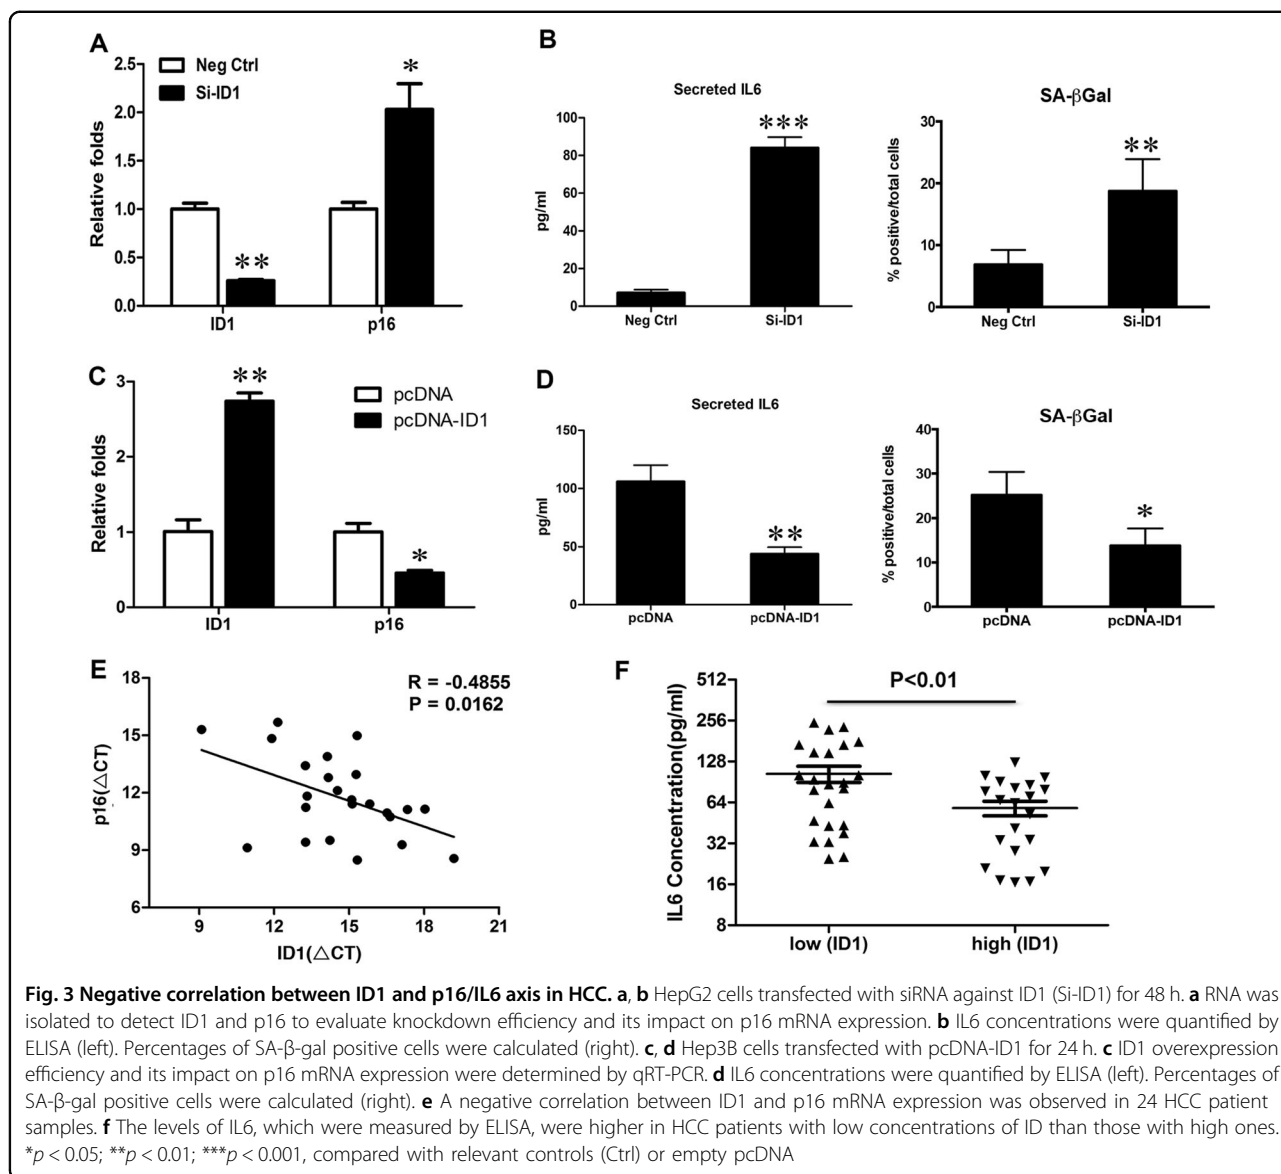 A
Neg Ctrl
Si-ID1
Relative folds
2.5
2.0
1.5
1.0
0.5
0.0
*
**
ID1
p16
B
Secreted IL6
pg/ml
100
80
60
40
20
0
***
Neg Ctrl
Si-ID1
SA-βGal
% positive/total cells
30
20
10
0
**
Neg Ctrl
Si-ID1
C
pcDNA
pcDNA-ID1
Relative folds
3
2
1
0
**
*
ID1
p16
D
Secreted IL6
pg/ml
150
100
50
0
**
pcDNA
pcDNA-ID1
SA-βGal
% positive/total cells
40
30
20
10
0
*
pcDNA
pcDNA-ID1
E
R = -0.4855
P = 0.0162
p16(△CT)
18
15
12
9
6
9
12
15
18
21
ID1(△CT)
F
P<0.01
IL6 Concentration(pg/ml)
512
256
128
64
32
16
8
low (ID1)
high (ID1)
Fig. 3 Negative correlation between ID1 and p16/IL6 axis in HCC. a, b HepG2 cells transfected with siRNA against ID1 (Si-ID1) for 48 h. a RNA was
isolated to detect ID1 and p16 to evaluate knockdown efficiency and its impact on p16 mRNA expression. b IL6 concentrations were quantified by
ELISA (left). Percentages of SA-β-gal positive cells were calculated (right). c, d Hep3B cells transfected with pcDNA-ID1 for 24 h. c ID1 overexpression
efficiency and its impact on p16 mRNA expression were determined by qRT-PCR. d IL6 concentrations were quantified by ELISA (left). Percentages of
SA-β-gal positive cells were calculated (right). e A negative correlation between ID1 and p16 mRNA expression was observed in 24 HCC patient
samples. f The levels of IL6, which were measured by ELISA, were higher in HCC patients with low concentrations of ID than those with high ones.
*p < 0.05; **p < 0.01; ***p < 0.001, compared with relevant controls (Ctrl) or empty pcDNA